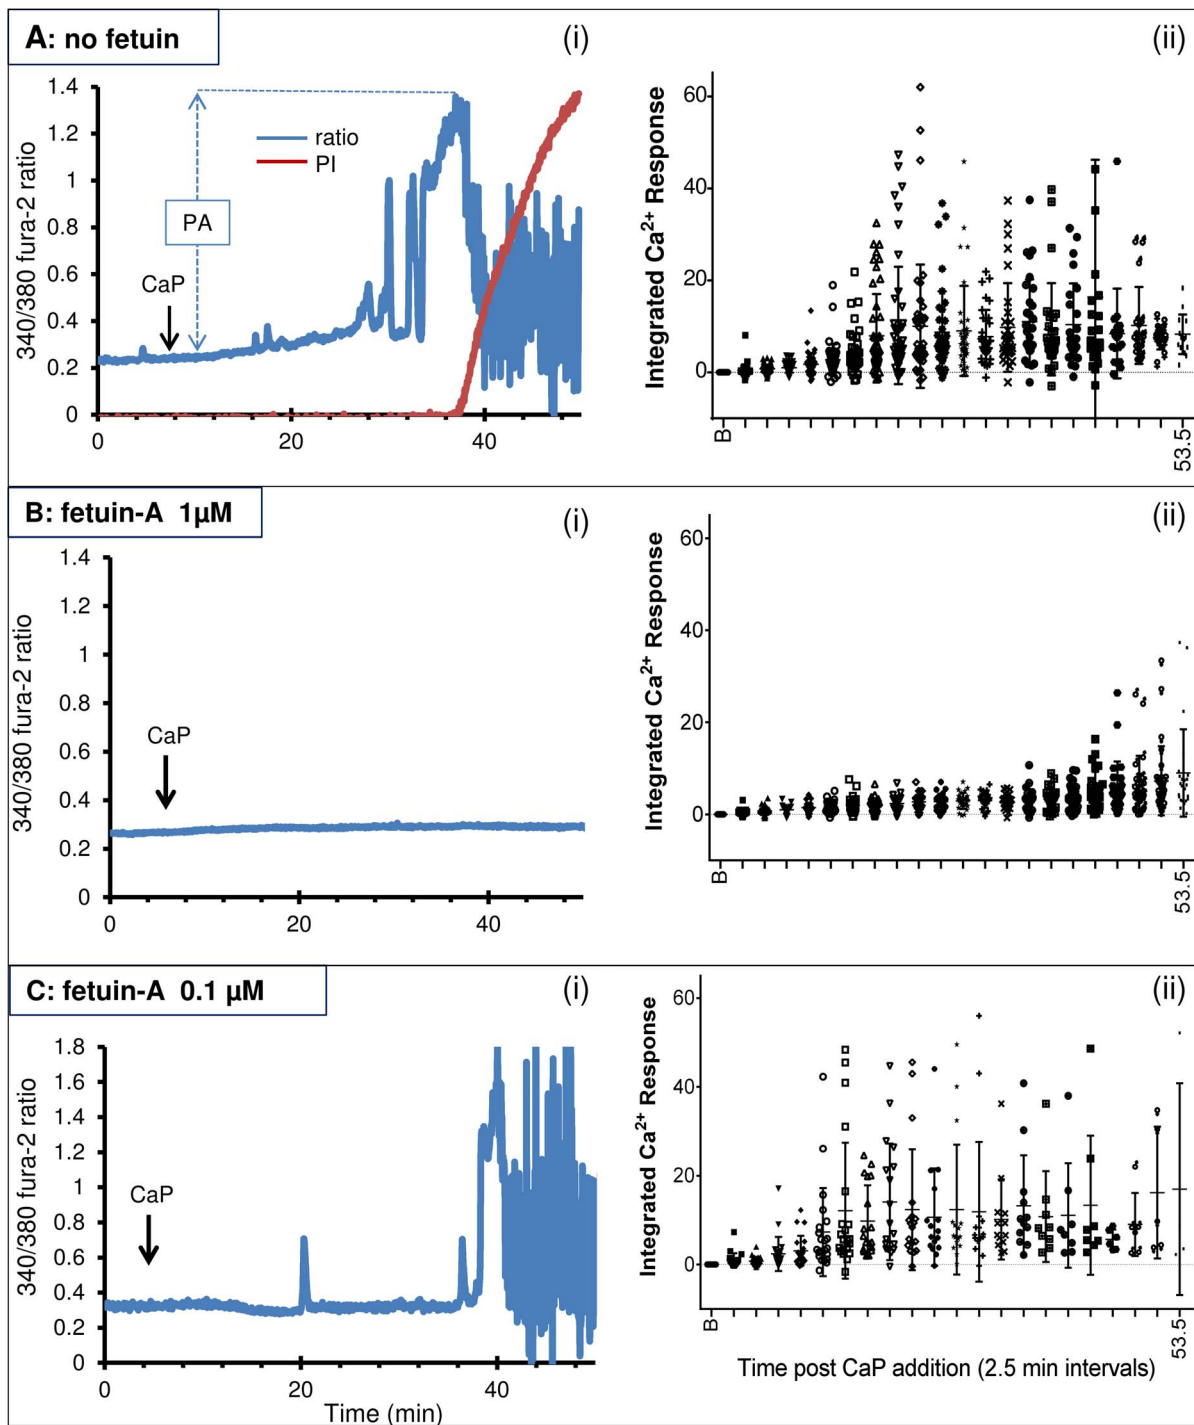 A: no fetuin
(i)
1.4
1.2
1
0.8
0.6
0.4
0.2
0
340/380 fura-2 ratio
ratio
PI
PA
CaP
0 20 40
(ii)
60
40
20
0
Integrated Ca²⁺ Response
B 53.5
B: fetuin-A 1µM
(i)
1.4
1.2
1
0.8
0.6
0.4
0.2
0
340/380 fura-2 ratio
CaP
0 20 40
(ii)
60
40
20
0
Integrated Ca²⁺ Response
B 53.5
C: fetuin-A 0.1 µM
(i)
1.8
1.6
1.4
1.2
1
0.8
0.6
0.4
0.2
0
340/380 fura-2 ratio
CaP
0 20 40
Time (min)
(ii)
60
40
20
0
Integrated Ca²⁺ Response
B 53.5
Time post CaP addition (2.5 min intervals)